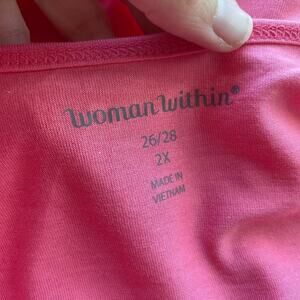 Woman Within®
26/28
2X
MADE IN
VIETNAM